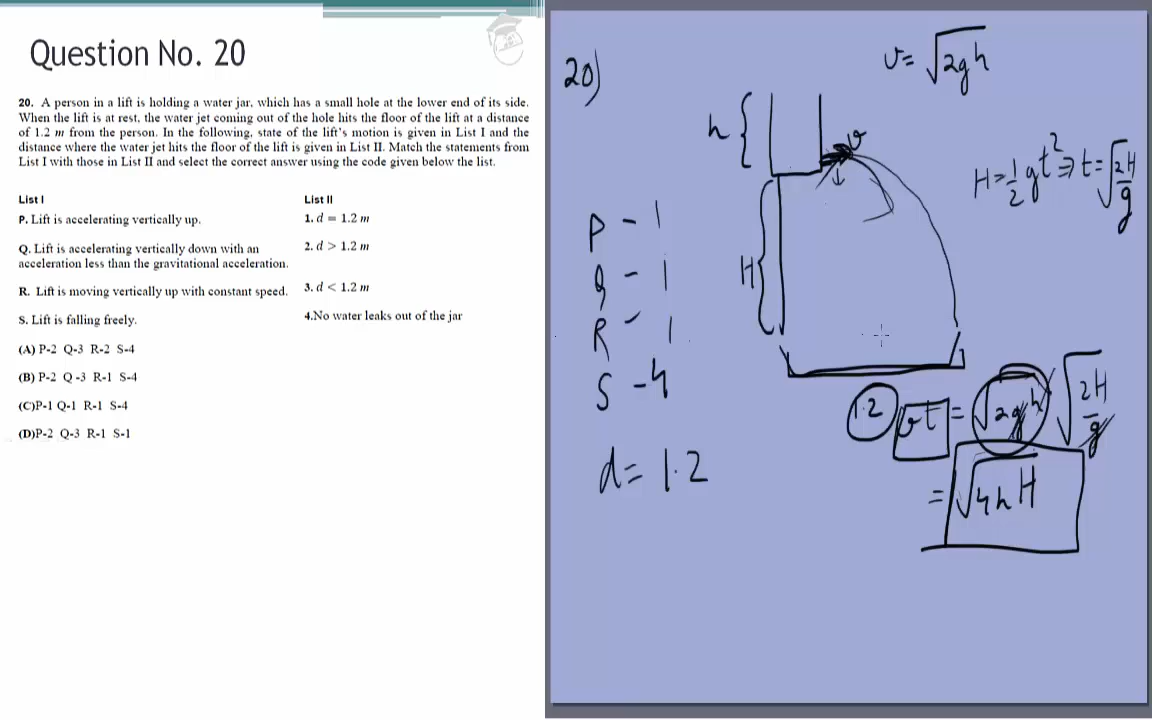 Question No. 20
20. A person in a lift is holding a water jar, which has a small hole at the lower end of its side.
When the lift is at rest, the water jet coming out of the hole hits the floor of the lift at a distance
of 1.2 m from the person. In the following, state of the lift's motion is given in List I and the
distance where the water jet hits the floor of the lift is given in List II. Match the statements from
List I with those in List II and select the correct answer using the code given below the list.
List I
P. Lift is accelerating vertically up.
Q. Lift is accelerating vertically down with an
acceleration less than the gravitational acceleration.
R. Lift is moving vertically up with constant speed.
S. Lift is falling freely.
List II
1. d = 1.2 m
2. d > 1.2 m
3. d < 1.2 m
4.No water leaks out of the jar
(A) P-2 Q-3 R-2 S-4
(B) P-2 Q -3 R-1 S-4
(C)P-1 Q-1 R-1 S-4
(D)P-2 Q-3 R-1 S-1
20)
v = √2gh
h
v
H = 1/2 gt² ⇒ t = √2H/g
H
P - 1
Q - 1
R - 1
S - 4
d = 1.2
1.2 vt = √2gh √2H/g
= √4hH